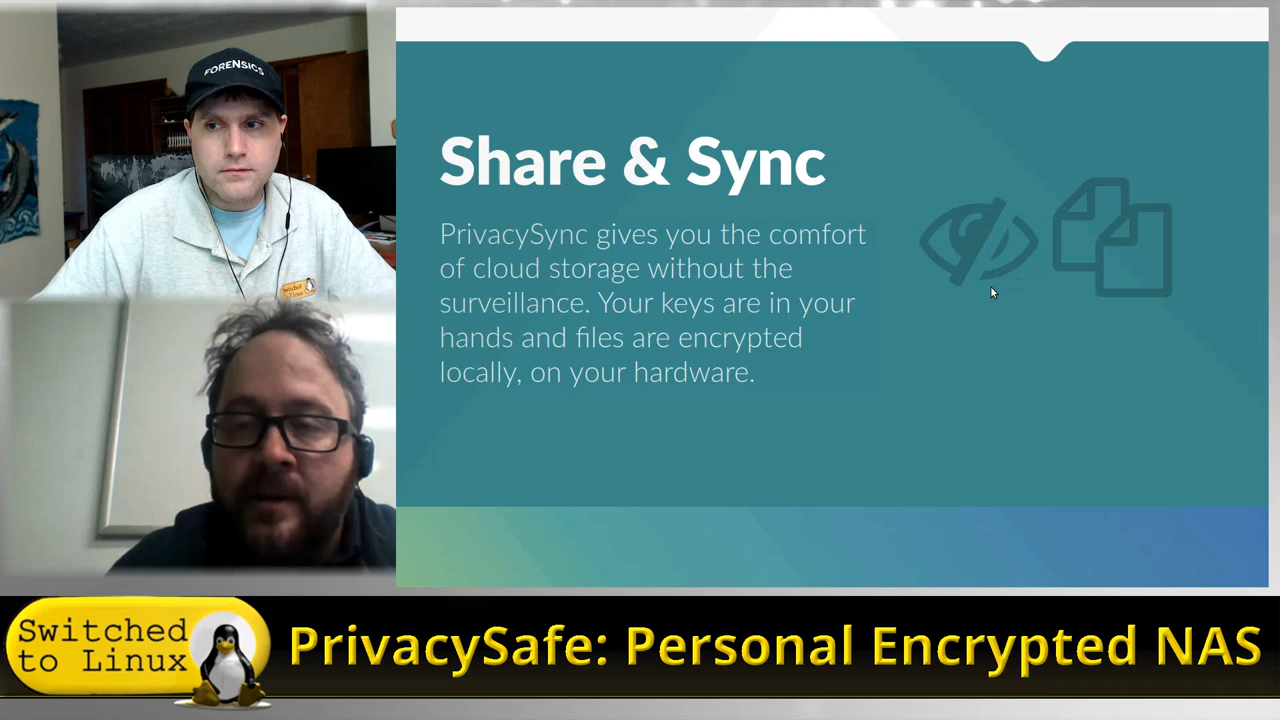 FORENSICS
Share & Sync
PrivacySync gives you the comfort
of cloud storage without the
surveillance. Your keys are in your
hands and files are encrypted
locally, on your hardware.
Switched
to Linux
PrivacySafe: Personal Encrypted NAS